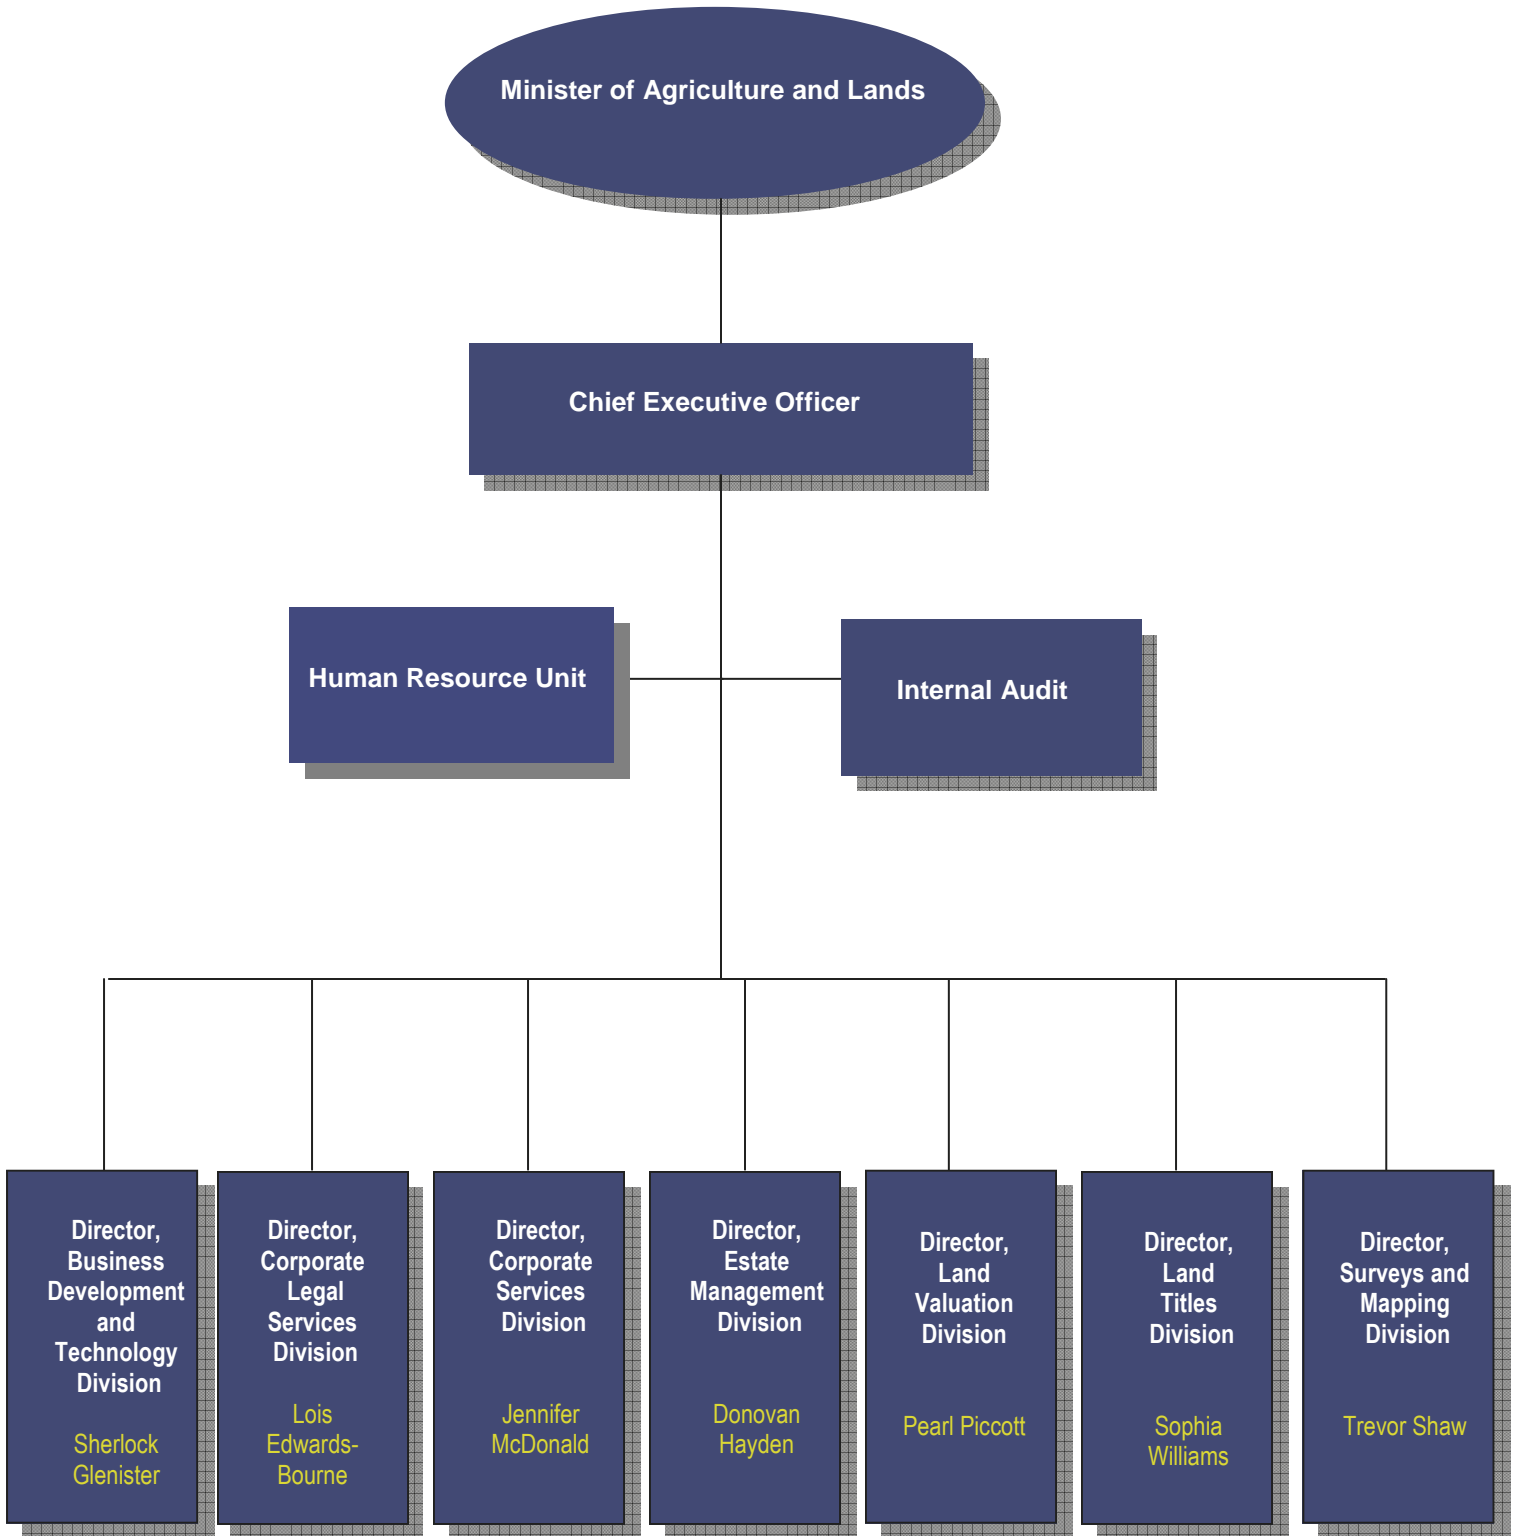 Minister of Agriculture and Lands
Chief Executive Officer
Human Resource Unit
Internal Audit
Director,
Business
Development
and
Technology
Division
Sherlock
Glenister
Director,
Corporate
Legal
Services
Division
Lois
Edwards-
Bourne
Director,
Corporate
Services
Division
Jennifer
McDonald
Director,
Estate
Management
Division
Donovan
Hayden
Director,
Land
Valuation
Division
Pearl Piccott
Director,
Land
Titles
Division
Sophia
Williams
Director,
Surveys and
Mapping
Division
Trevor Shaw